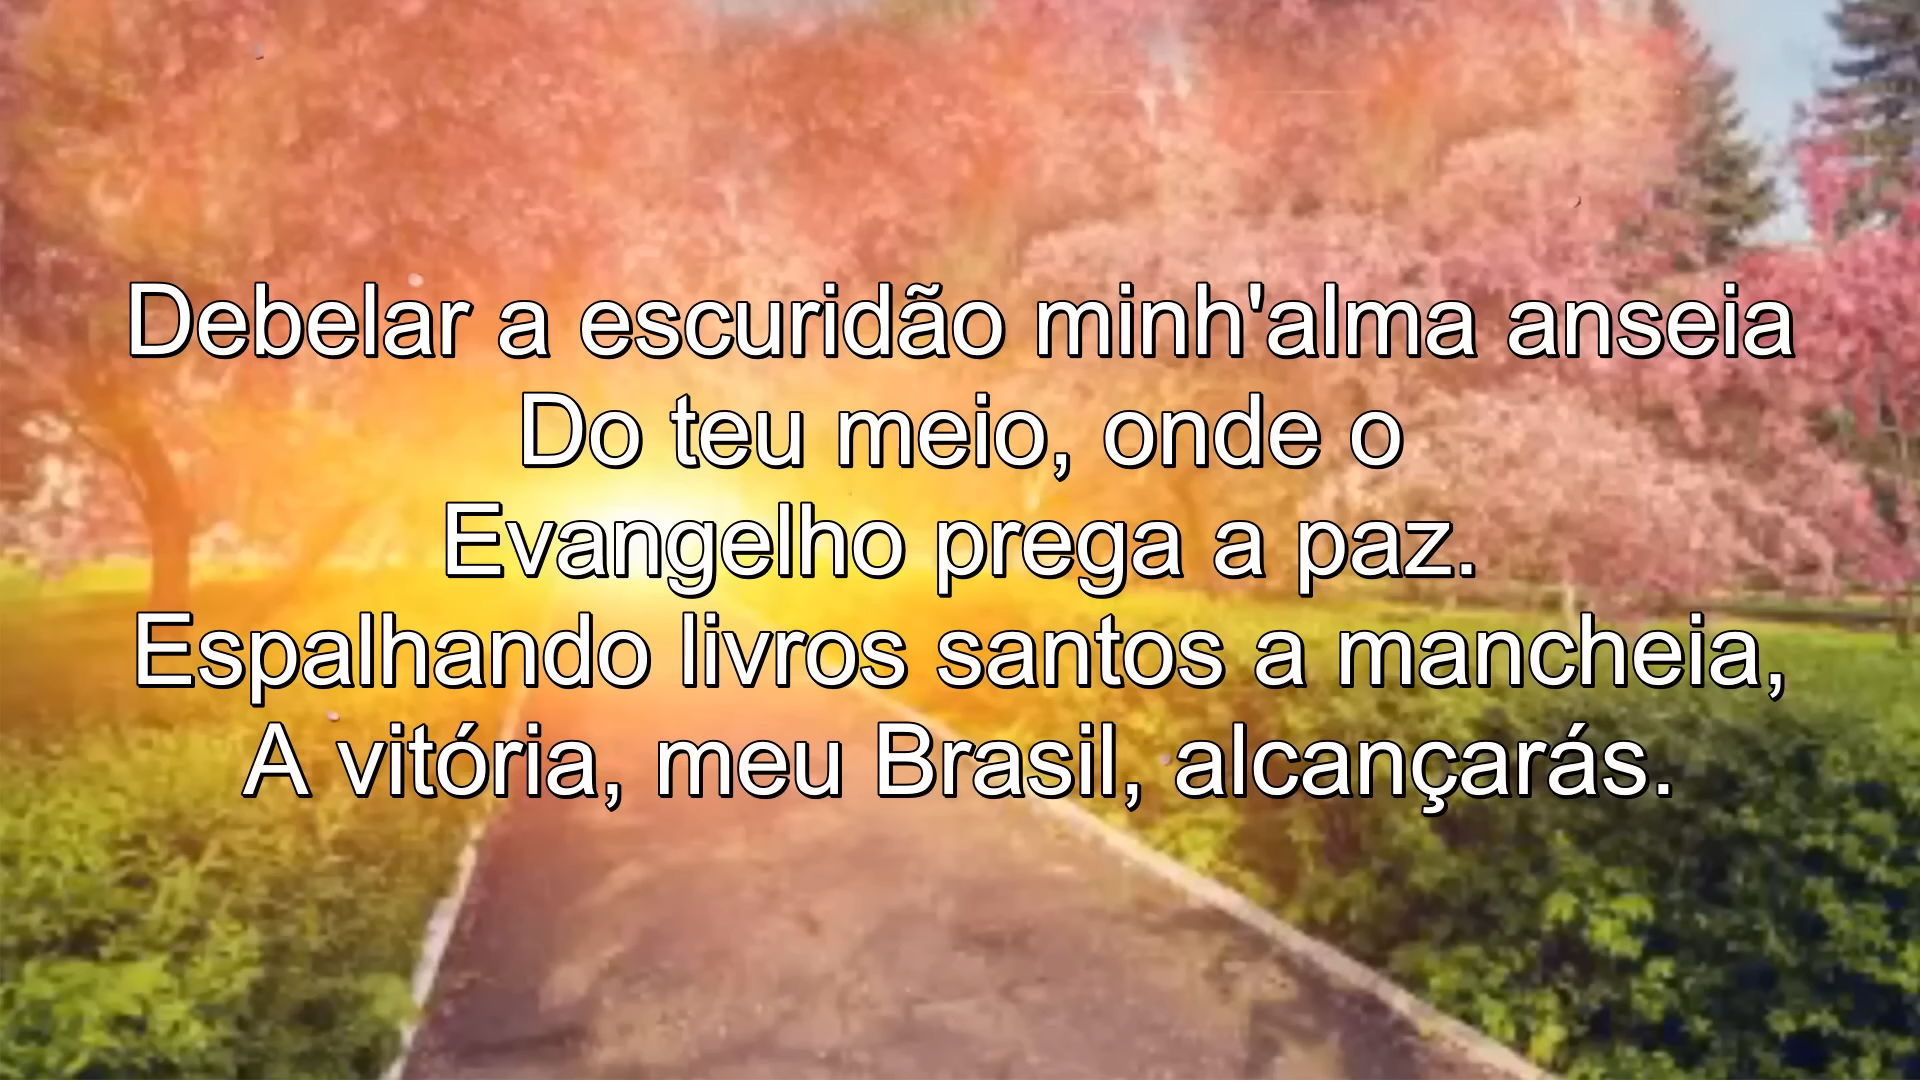 Debelar a escuridão minh'alma anseia
Do teu meio, onde o
Evangelho prega a paz.
Espalhando livros santos a mancheia,
A vitória, meu Brasil, alcançarás.